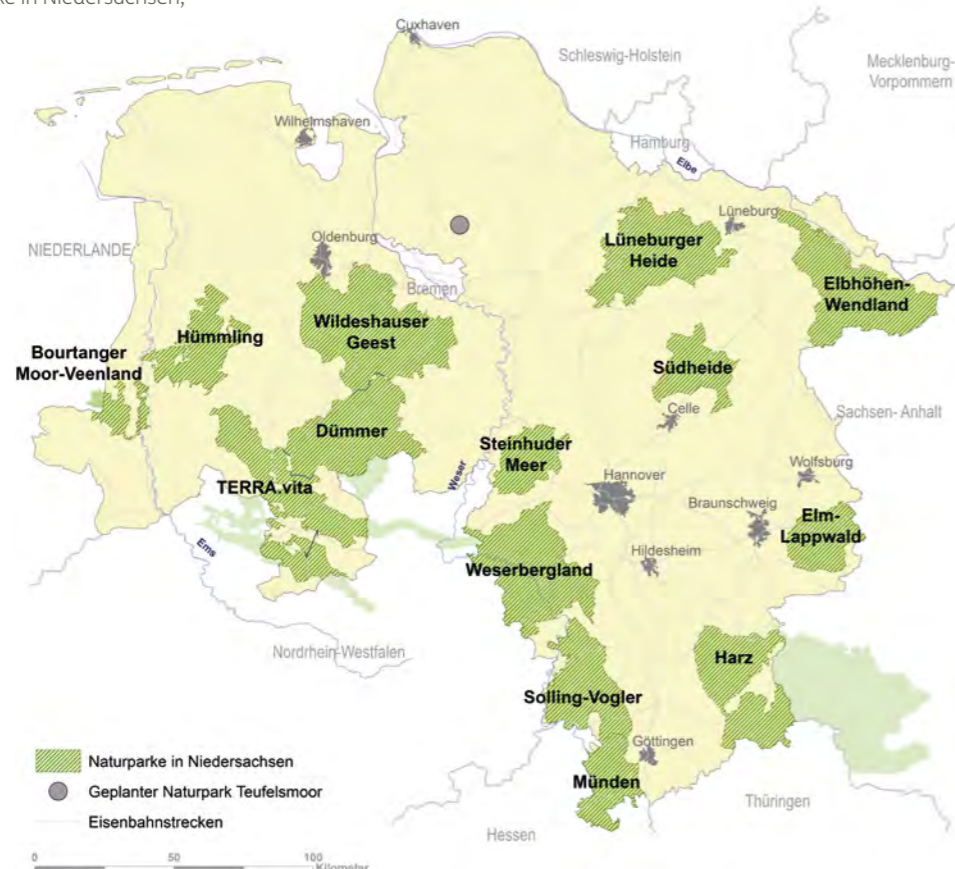 in Niedersachsen,
Cuxhaven
Schleswig-Holstein
Mecklenburg-
Vorpommern
Wilhelmshaven
Hamburg
Elbe
Lüneburg
NIEDERLANDE
Oldenburg
Lüneburger
Heide
Bremen
Elbhöhen-
Wendland
Hümmling
Wildeshauser
Geest
Bourtanger
Moor-Veenland
Südheide
Celle
Sachsen- Anhalt
Dümmer
Steinhuder
Meer
Weser
TERRA.vita
Hannover
Wolfsburg
Braunschweig
Elm-
Lappwald
Ems
Weserbergland
Hildesheim
Nordrhein-Westfalen
Harz
Solling-Vogler
Göttingen
Münden
Thüringen
Hessen
Naturparke in Niedersachsen
Geplanter Naturpark Teufelsmoor
Eisenbahnstrecken
0 50 100
Kilometer